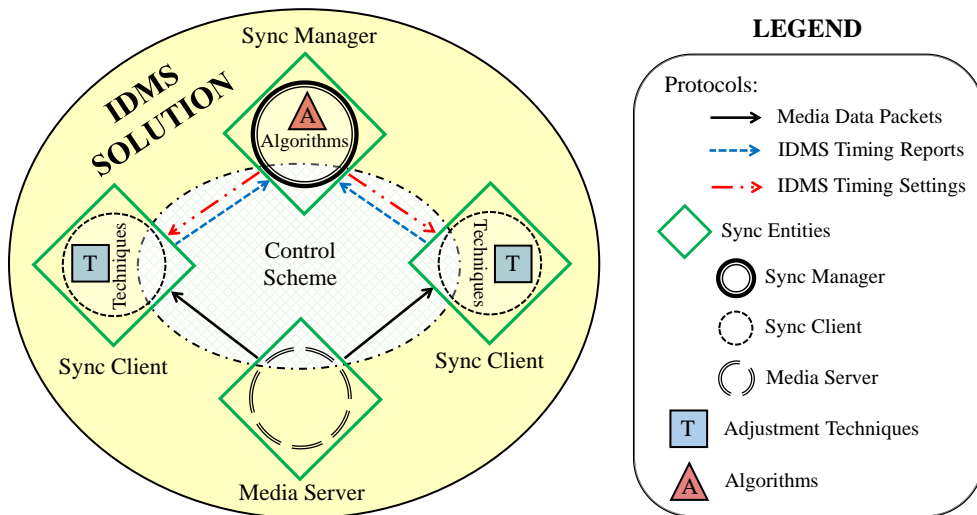 Sync Manager
IDMS
SOLUTION
A
Algorithms
T
Techniques
Control
Scheme
Techniques
T
Sync Client
Sync Client
Media Server
LEGEND
Protocols:
Media Data Packets
IDMS Timing Reports
IDMS Timing Settings
Sync Entities
Sync Manager
Sync Client
Media Server
T
Adjustment Techniques
A
Algorithms